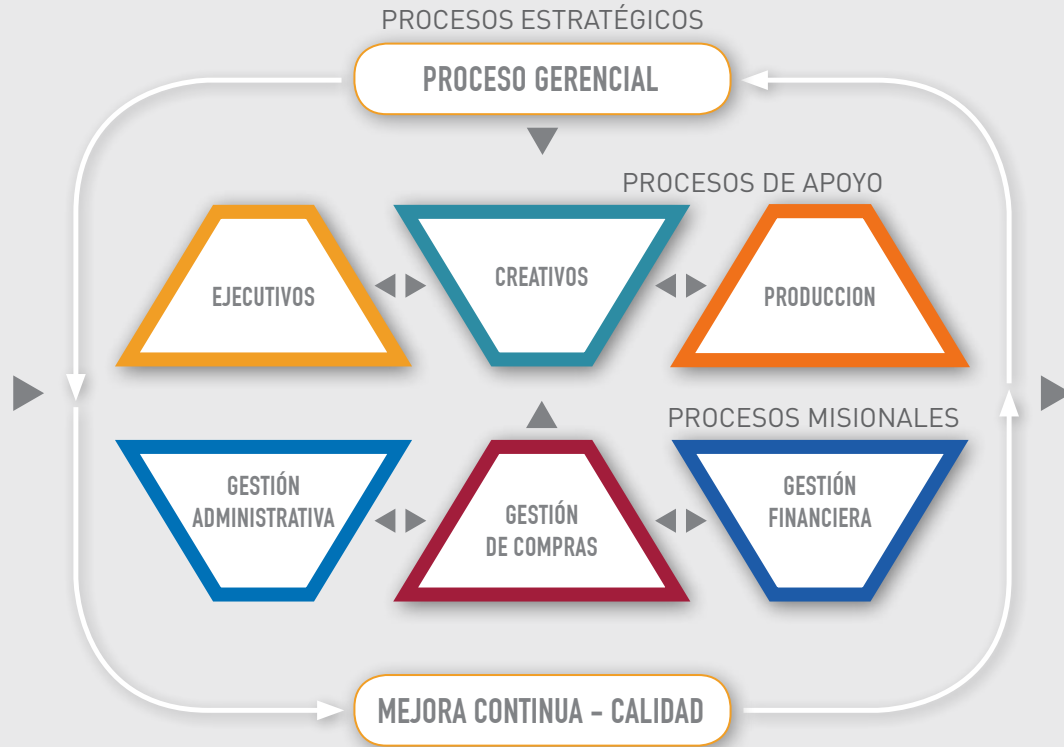 PROCESOS ESTRATÉGICOS
PROCESO GERENCIAL
PROCESOS DE APOYO
EJECUTIVOS
CREATIVOS
PRODUCCION
PROCESOS MISIONALES
GESTIÓN
ADMINISTRATIVA
GESTIÓN
DE COMPRAS
GESTIÓN
FINANCIERA
MEJORA CONTINUA - CALIDAD